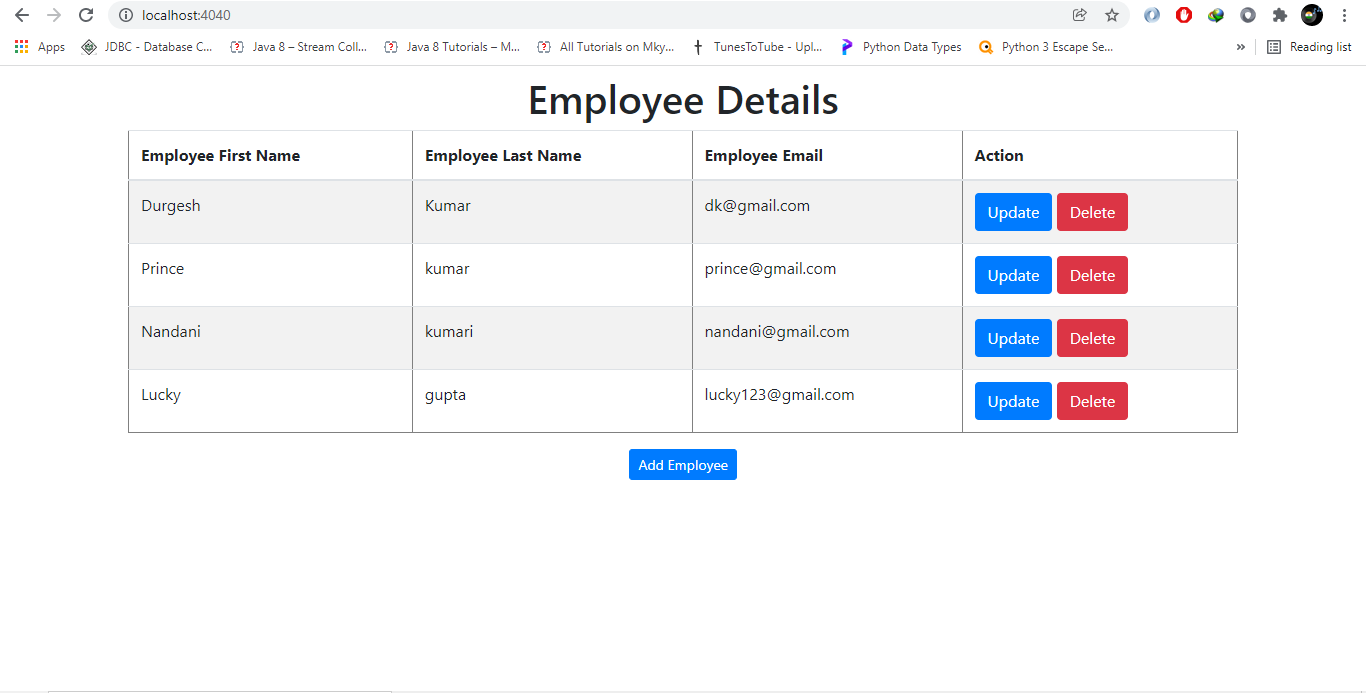 localhost:4040
Apps JDBC - Database C... Java 8 – Stream Coll... Java 8 Tutorials – M... All Tutorials on Mky... TunesToTube - Upl... Python Data Types Python 3 Escape Se... » Reading list
Employee Details
Employee First Name Employee Last Name Employee Email Action
Durgesh Kumar dk@gmail.com Update Delete
Prince kumar prince@gmail.com Update Delete
Nandani kumari nandani@gmail.com Update Delete
Lucky gupta lucky123@gmail.com Update Delete
Add Employee